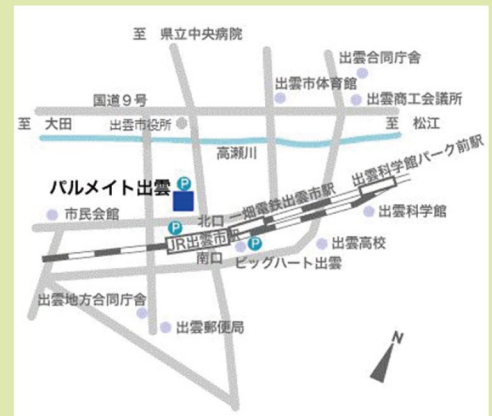 至 県立中央病院
出雲合同庁舎
出雲市体育館
国道9号
出雲商工会議所
至 大田
出雲市役所
至 松江
高瀬川
出雲科学館パーク前駅
パルメイト出雲
P
市民会館
北口
一畑電鉄出雲市駅
出雲科学館
P
JR出雲市駅
P
出雲高校
南口
ビッグハート出雲
出雲地方合同庁舎
出雲郵便局
N